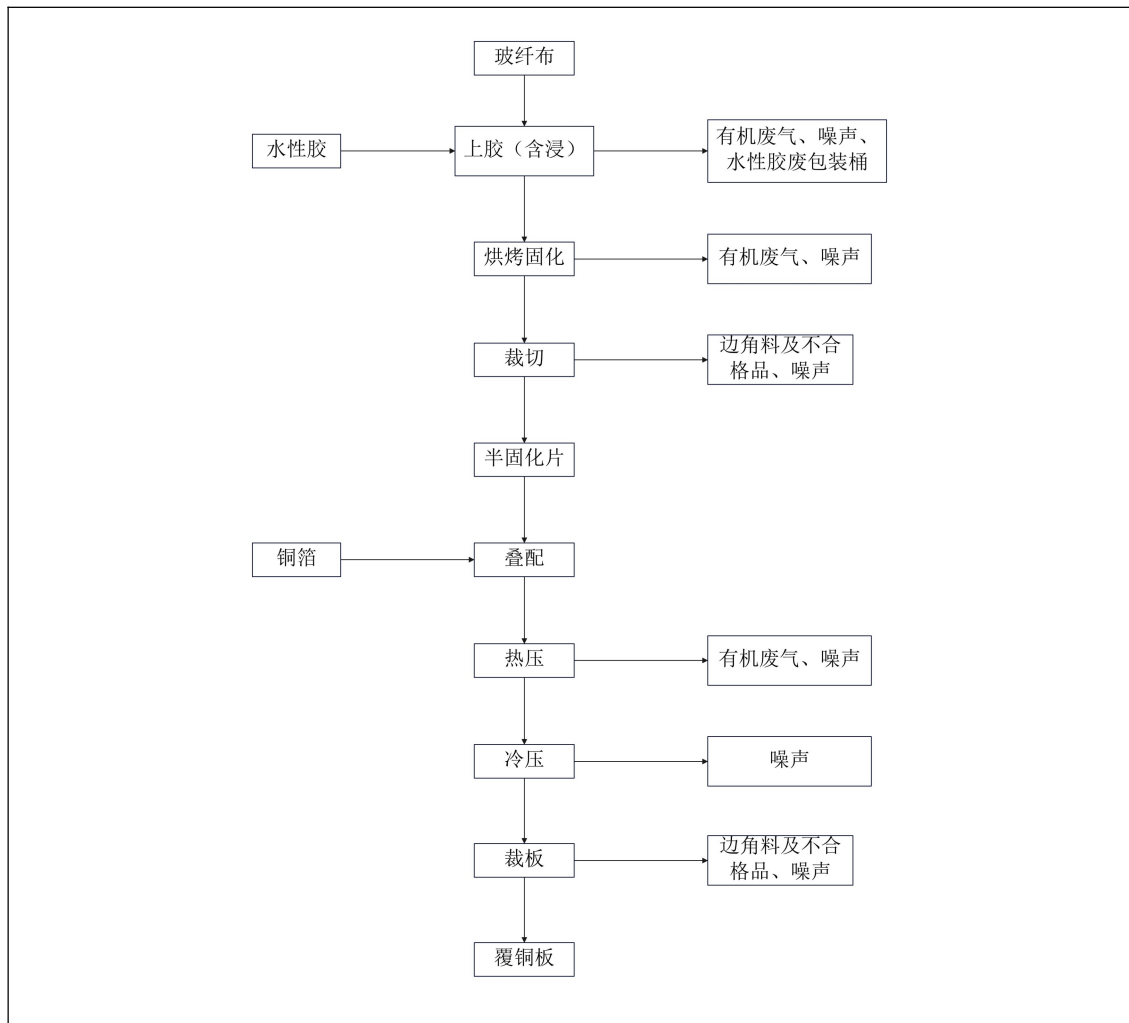 玻纤布
水性胶
上胶（含浸）
有机废气、噪声、
水性胶废包装桶
烘烤固化
有机废气、噪声
裁切
边角料及不合
格品、噪声
半固化片
铜箔
叠配
热压
有机废气、噪声
冷压
噪声
裁板
边角料及不合
格品、噪声
覆铜板